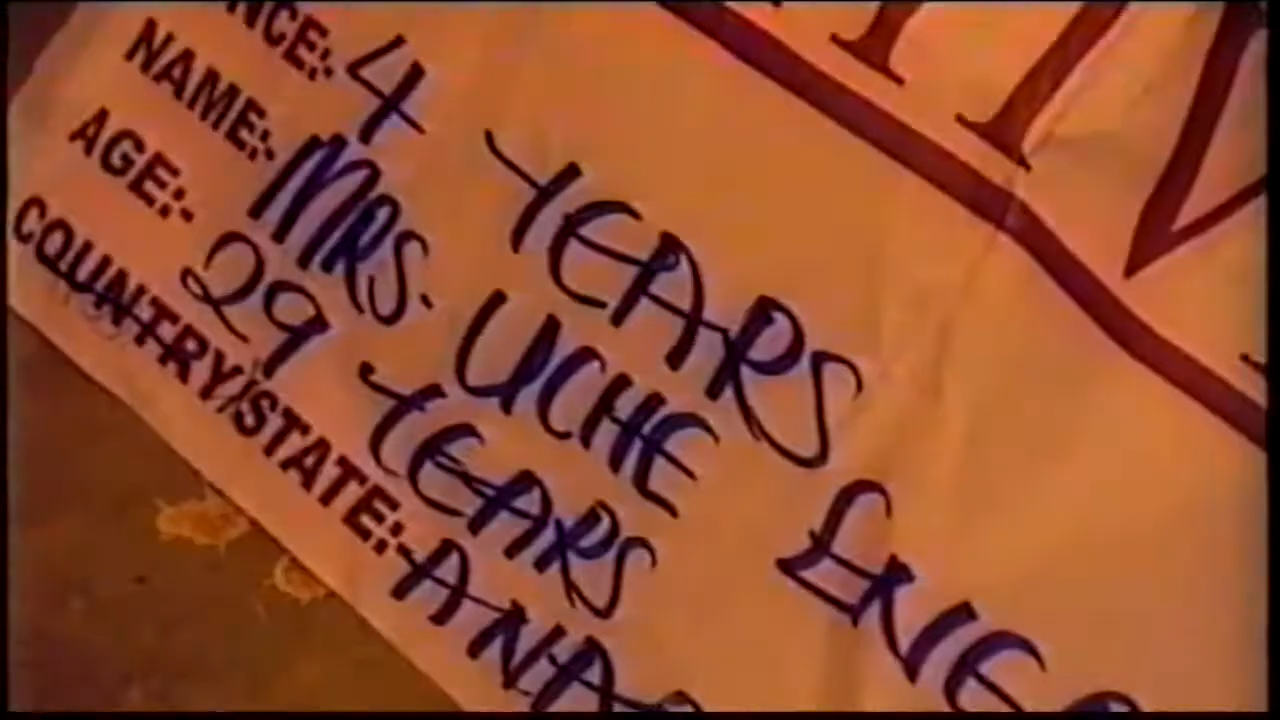 NCE:- 4 YEARS
NAME:- MRS. UCHE
AGE:- 29 YEARS
COUNTRY/STATE:-